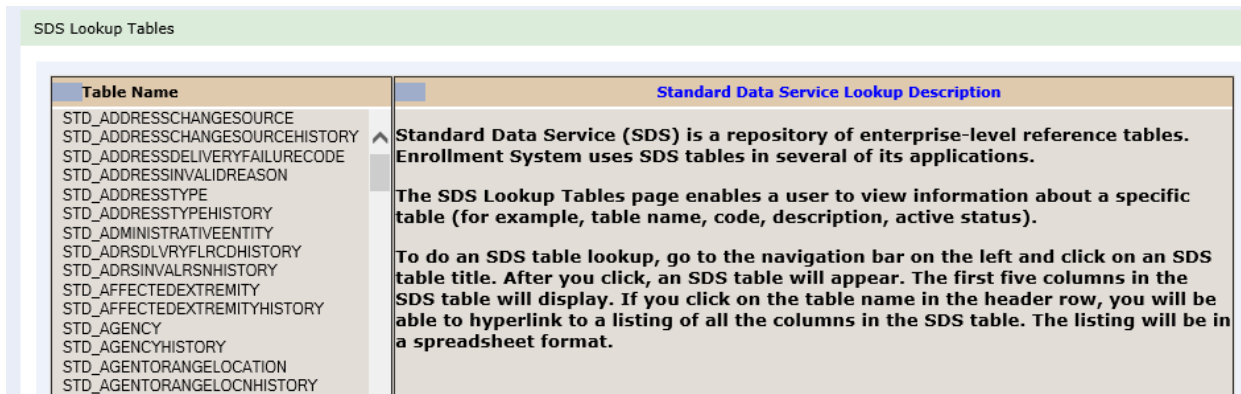 SDS Lookup Tables
Table Name
STD_ADDRESSCHANGESOURCE
STD_ADDRESSCHANGESOURCEHISTORY
STD_ADDRESSDELIVERYFAILURECODE
STD_ADDRESSINVALIDREASON
STD_ADDRESSTYPE
STD_ADDRESSTYPEHISTORY
STD_ADMINISTRATIVEENTITY
STD_ADRSDLVRYFLRCDHISTORY
STD_ADRSINVALRSNHISTORY
STD_AFFECTEDEXTREMITY
STD_AFFECTEDEXTREMITYHISTORY
STD_AGENCY
STD_AGENCYHISTORY
STD_AGENTORANGELOCATION
STD_AGENTORANGELOCNHISTORY
Standard Data Service Lookup Description
Standard Data Service (SDS) is a repository of enterprise-level reference tables.
Enrollment System uses SDS tables in several of its applications.
The SDS Lookup Tables page enables a user to view information about a specific
table (for example, table name, code, description, active status).
To do an SDS table lookup, go to the navigation bar on the left and click on an SDS
table title. After you click, an SDS table will appear. The first five columns in the
SDS table will display. If you click on the table name in the header row, you will be
able to hyperlink to a listing of all the columns in the SDS table. The listing will be in
a spreadsheet format.